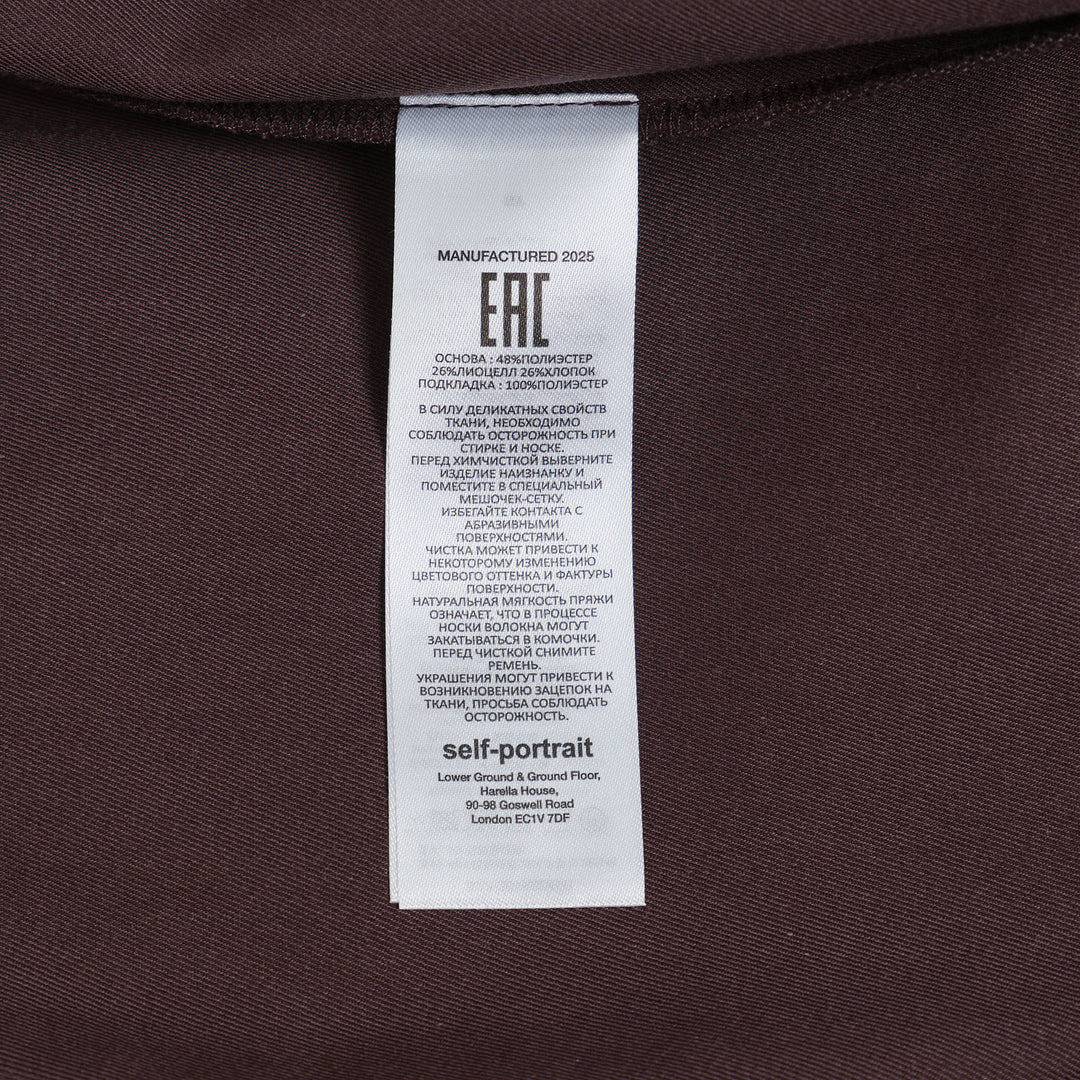 MANUFACTURED 2025
EAC
ОСНОВА : 48%ПОЛИЭСТЕР
26%ЛИОЦЕЛЛ 26%ХЛОПОК
ПОДКЛАДКА : 100%ПОЛИЭСТЕР
В СИЛУ ДЕЛИКАТНЫХ СВОЙСТВ
ТКАНИ, НЕОБХОДИМО
СОБЛЮДАТЬ ОСТОРОЖНОСТЬ ПРИ
СТИРКЕ И НОСКЕ.
ПЕРЕД ХИМЧИСТКОЙ ВЫВЕРНИТЕ
ИЗДЕЛИЕ НАИЗНАНКУ И
ПОМЕСТИТЕ В СПЕЦИАЛЬНЫЙ
МЕШОЧЕК-СЕТКУ.
ИЗБЕГАЙТЕ КОНТАКТА С
АБРАЗИВНЫМИ
ПОВЕРХНОСТЯМИ.
ЧИСТКА МОЖЕТ ПРИВЕСТИ К
НЕКОТОРОМУ ИЗМЕНЕНИЮ
ЦВЕТОВОГО ОТТЕНКА И ФАКТУРЫ
ПОВЕРХНОСТИ.
НАТУРАЛЬНАЯ МЯГКОСТЬ ПРЯЖИ
ОЗНАЧАЕТ, ЧТО В ПРОЦЕССЕ
НОСКИ ВОЛОКНА МОГУТ
ЗАКАТЫВАТЬСЯ В КОМОЧКИ.
ПЕРЕД ЧИСТКОЙ СНИМИТЕ
РЕМЕНЬ.
УКРАШЕНИЯ МОГУТ ПРИВЕСТИ К
ВОЗНИКНОВЕНИЮ ЗАЦЕПОК НА
ТКАНИ, ПРОСЬБА СОБЛЮДАТЬ
ОСТОРОЖНОСТЬ.
self-portrait
Lower Ground & Ground Floor,
Harella House,
90-98 Goswell Road
London EC1V 7DF